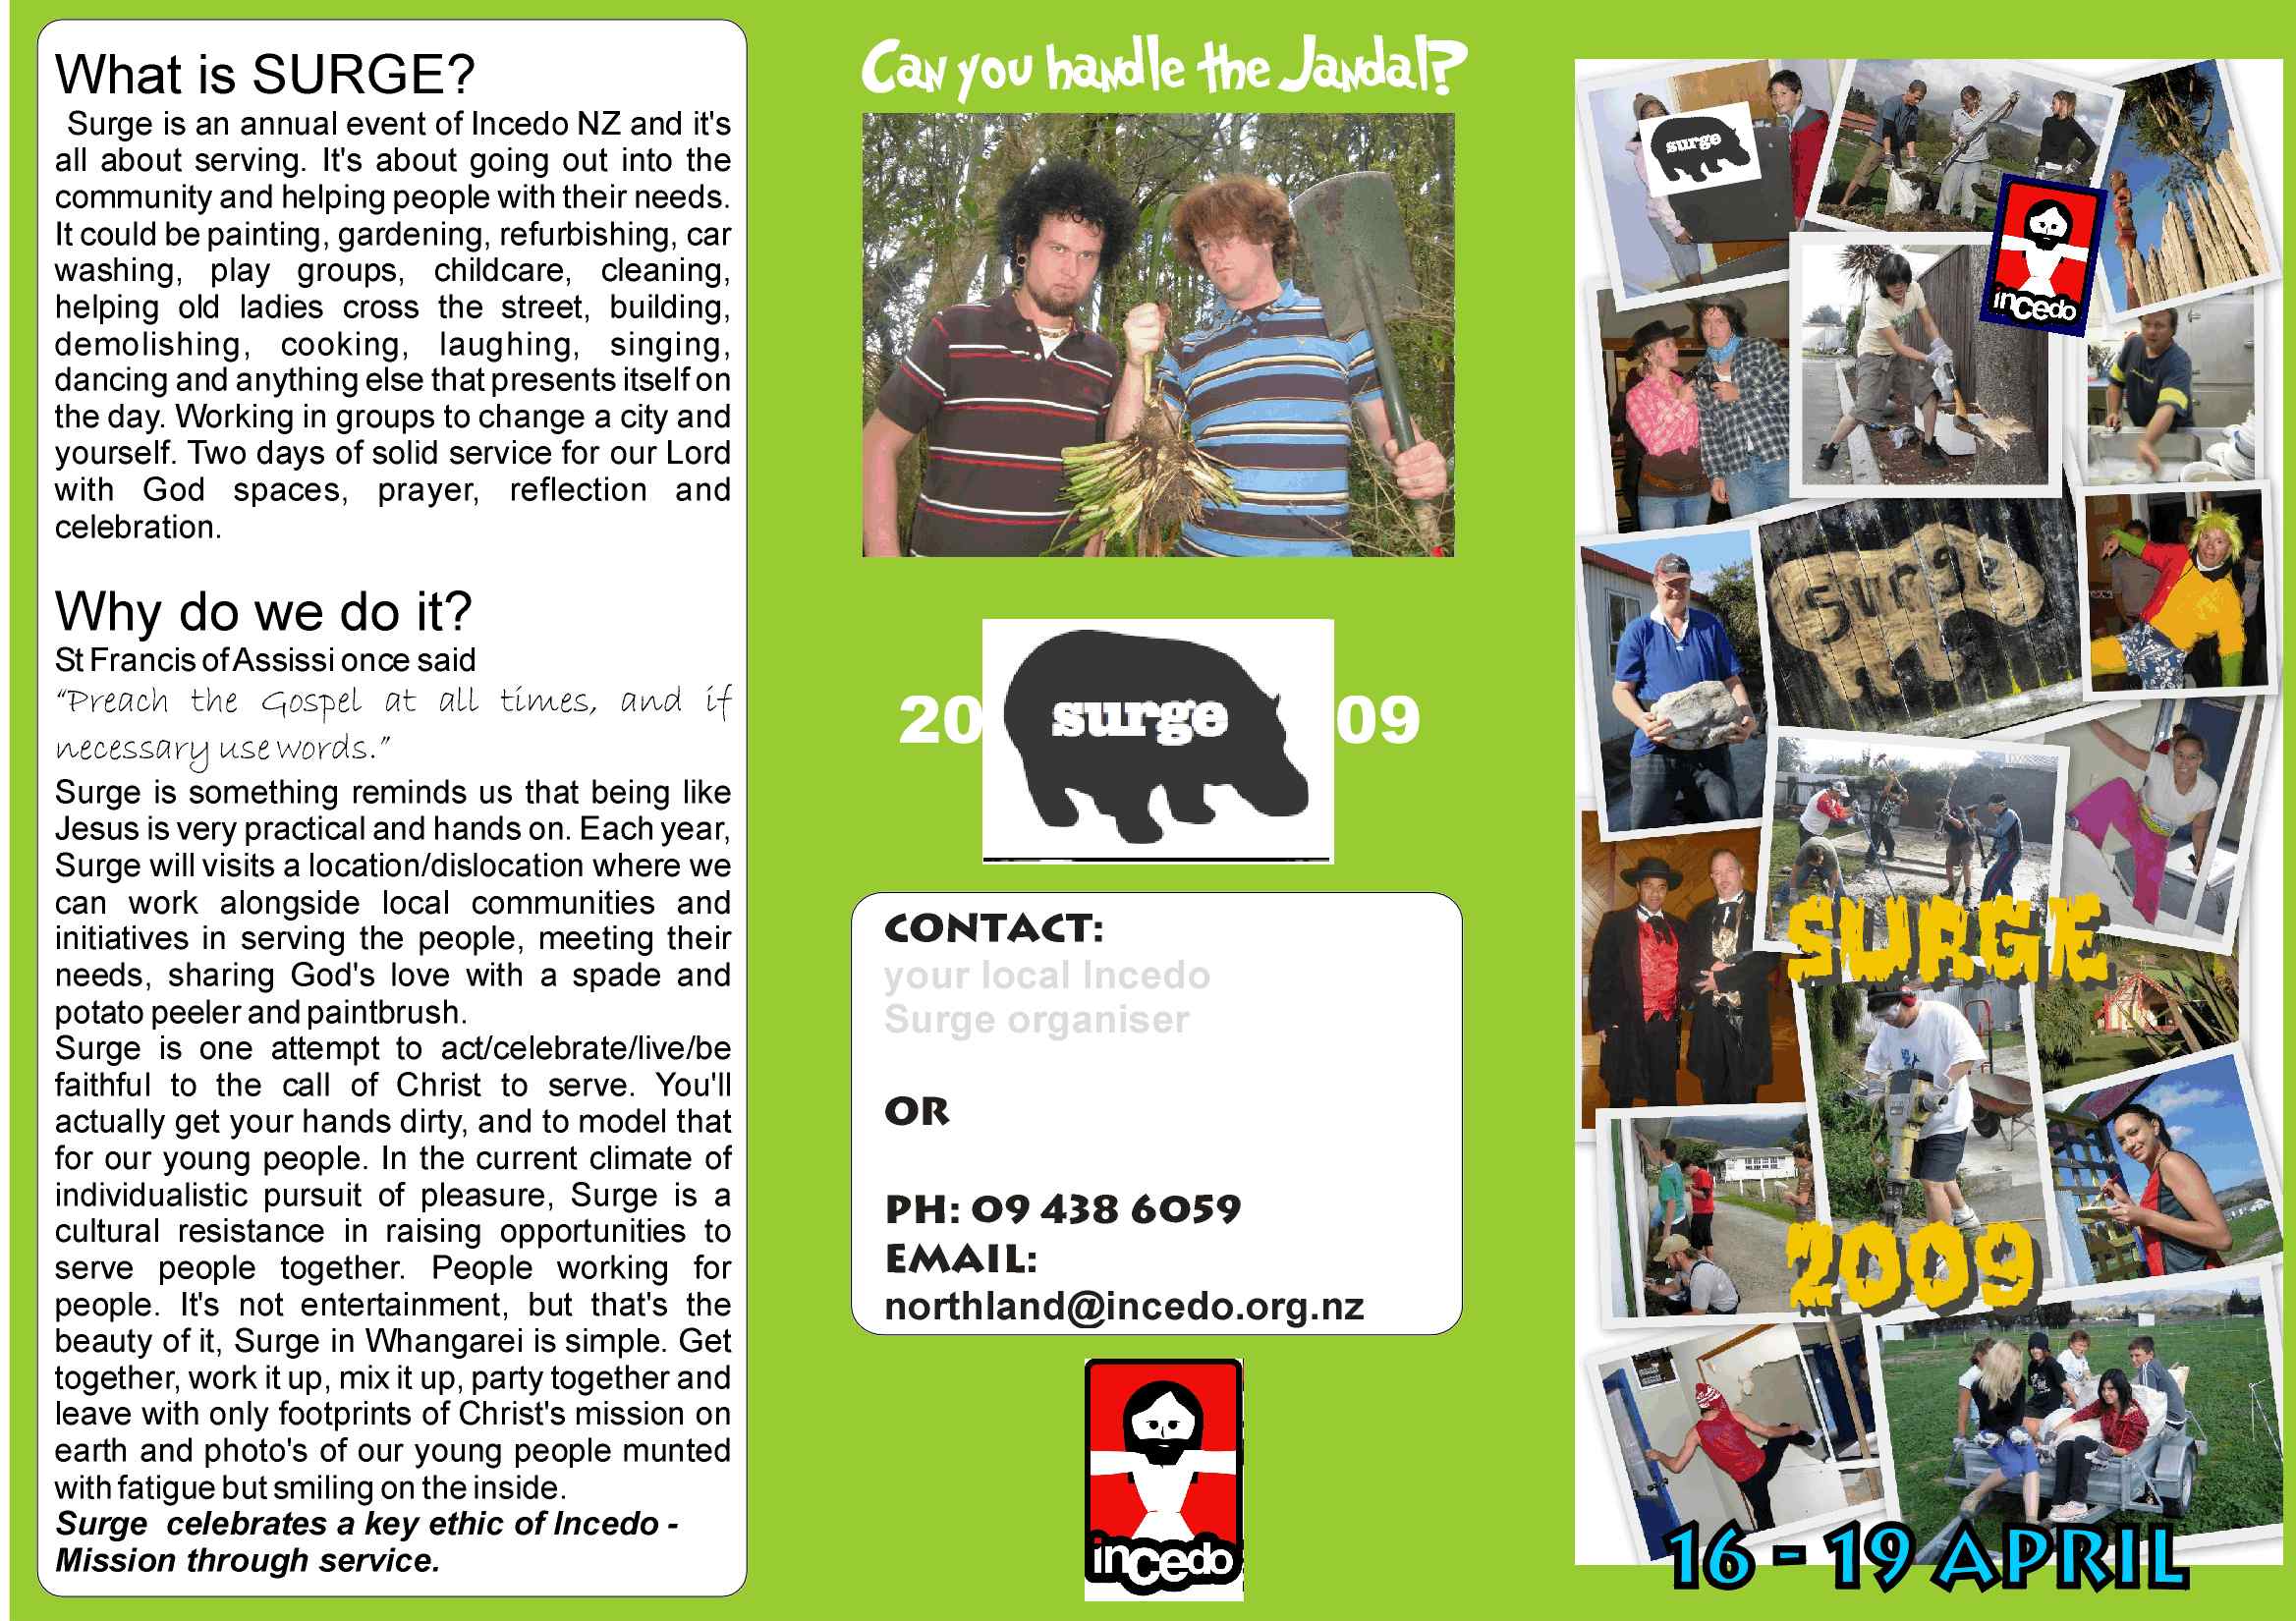 What is SURGE?
Surge is an annual event of Incedo NZ and it's
all about serving. It's about going out into the
community and helping people with their needs.
It could be painting, gardening, refurbishing, car
washing, play groups, childcare, cleaning,
helping old ladies cross the street, building,
demolishing, cooking, laughing, singing,
dancing and anything else that presents itself on
the day. Working in groups to change a city and
yourself. Two days of solid service for our Lord
with God spaces, prayer, reflection and
celebration.
Why do we do it?
St Francis of Assissi once said
“Preach the Gospel at all times, and if
necessary use words.”
Surge is something reminds us that being like
Jesus is very practical and hands on. Each year,
Surge will visits a location/dislocation where we
can work alongside local communities and
initiatives in serving the people, meeting their
needs, sharing God's love with a spade and
potato peeler and paintbrush.
Surge is one attempt to act/celebrate/live/be
faithful to the call of Christ to serve. You'll
actually get your hands dirty, and to model that
for our young people. In the current climate of
individualistic pursuit of pleasure, Surge is a
cultural resistance in raising opportunities to
serve people together. People working for
people. It's not entertainment, but that's the
beauty of it, Surge in Whangarei is simple. Get
together, work it up, mix it up, party together and
leave with only footprints of Christ's mission on
earth and photo's of our young people munted
with fatigue but smiling on the inside.
Surge celebrates a key ethic of Incedo -
Mission through service.
Can you handle the Jandal?
20 surge 09
CONTACT:
your local Incedo
Surge organiser
OR
PH: 09 438 6059
EMAIL:
northland@incedo.org.nz
incedo
surge
incedo
Surge
SURGE
2009
16 - 19 APRIL